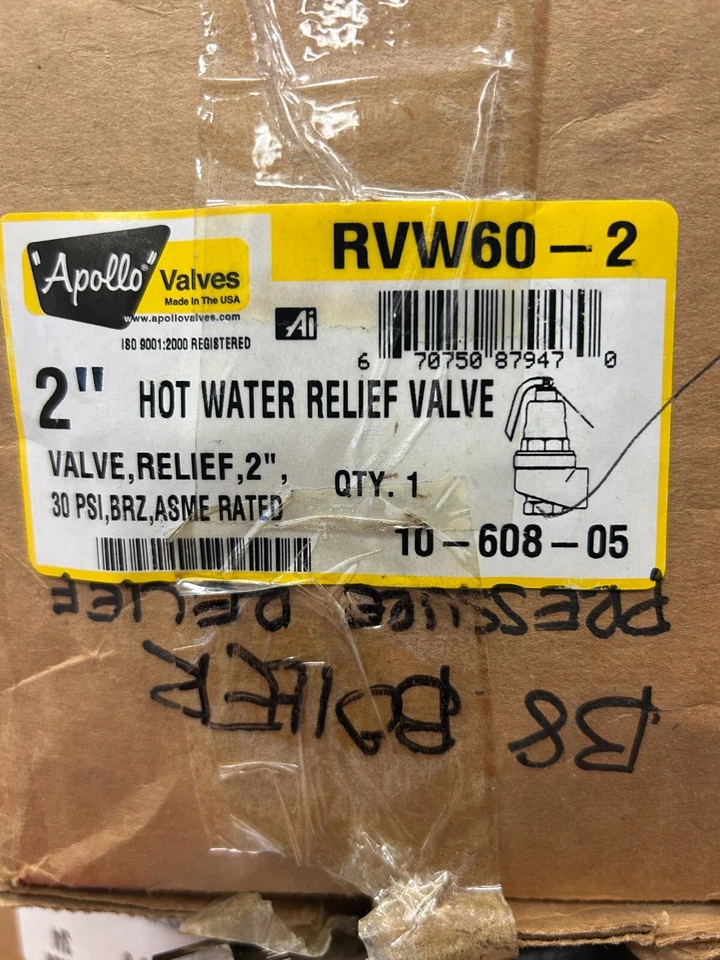 RVW60-2
"Apollo" Valves
Made In The USA
www.apollovalves.com
Ai
ISO 9001:2000 REGISTERED
6 70750 87947 0
2" HOT WATER RELIEF VALVE
VALVE,RELIEF,2",
30 PSI,BRZ,ASME RATED
QTY. 1
10-608-05
B8 BOILER
PRESSURE RELIEF